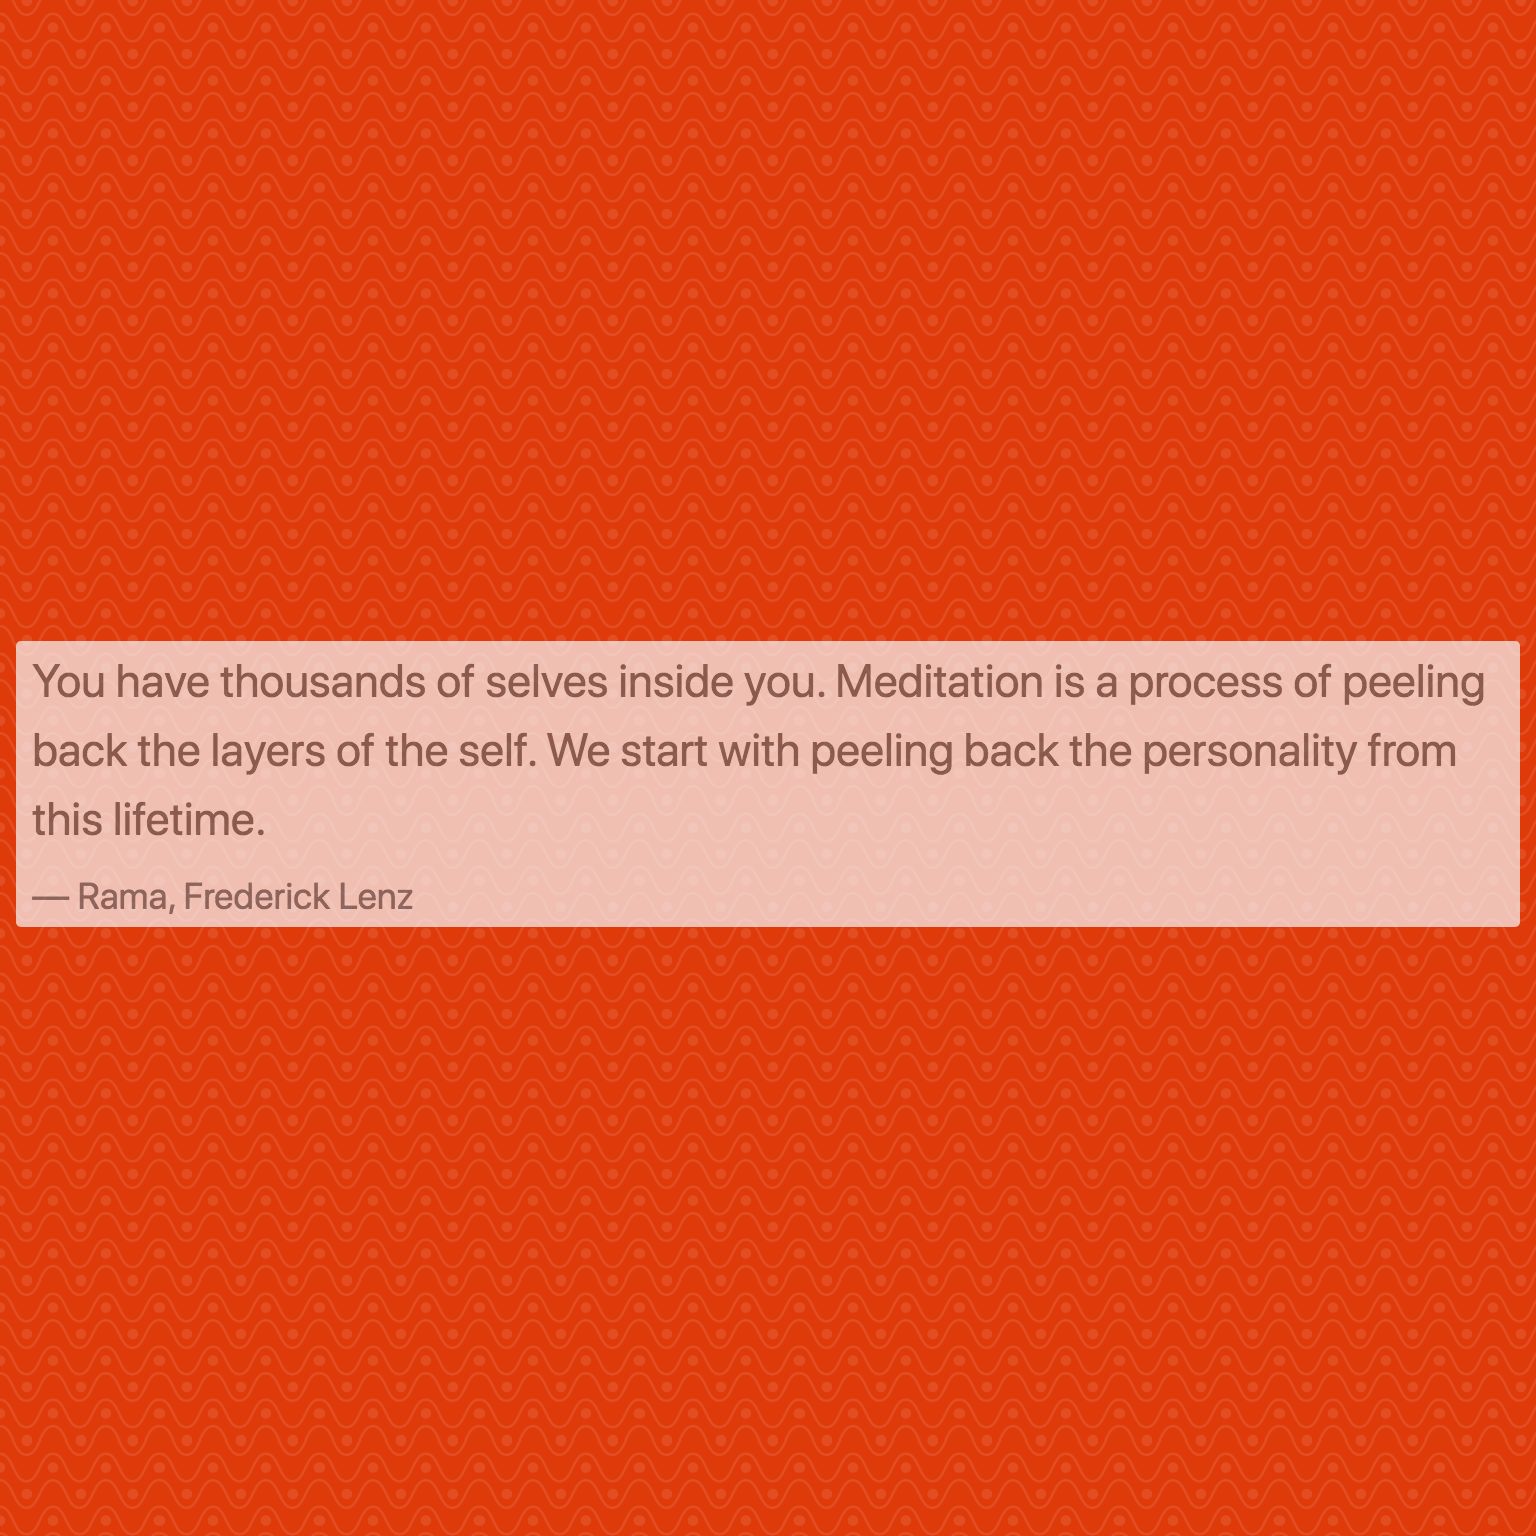 You have thousands of selves inside you. Meditation is a process of peeling
back the layers of the self. We start with peeling back the personality from
this lifetime.
— Rama, Frederick Lenz